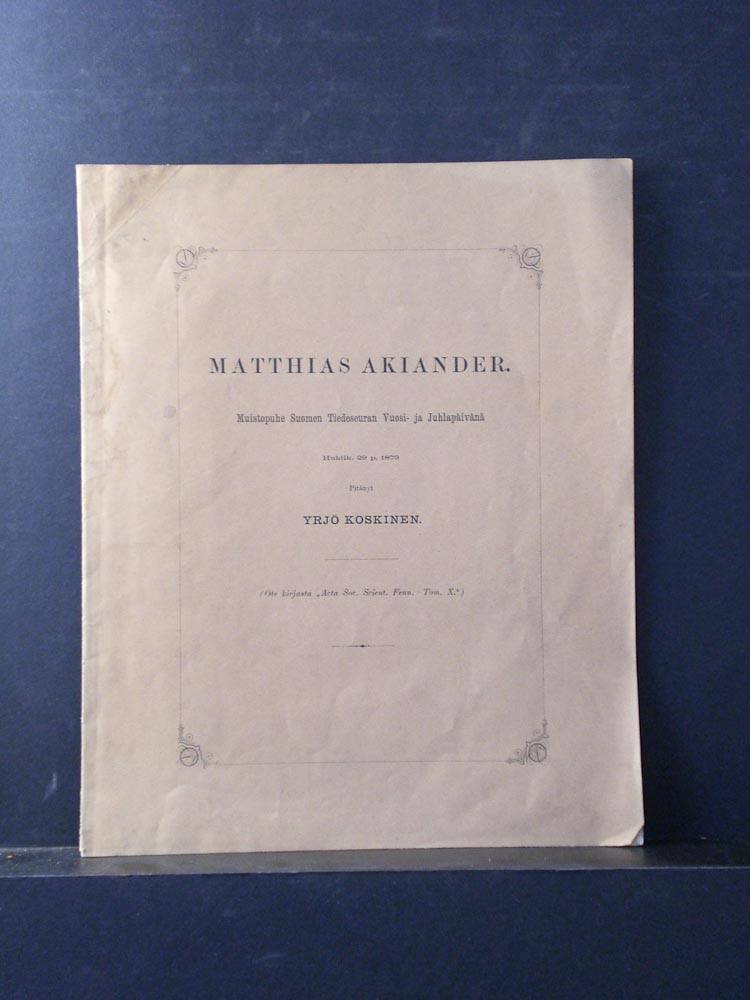 MATTHIAS AKIANDER.
Muistopuhe Suomen Tiedeseuran Vuosi- ja Juhlapäivänä
Huhtik. 29 p. 1873
Pitänyt
YRJÖ KOSKINEN.
(Ote kirjasta „Acta Soc. Scient. Fenn. Tom. X.“)